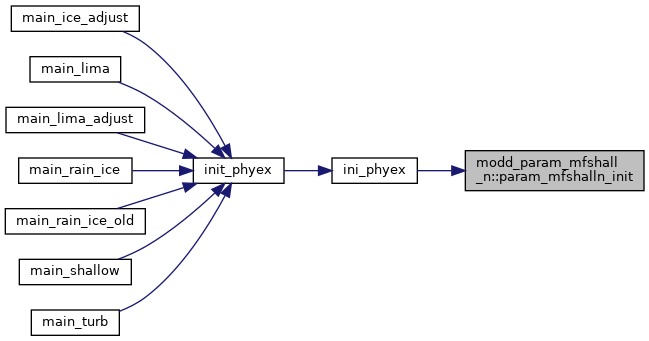 main_ice_adjust
main_lima
main_lima_adjust
main_rain_ice
main_rain_ice_old
main_shallow
main_turb
init_phyex
ini_phyex
modd_param_mfshall
_n::param_mfshalln_init